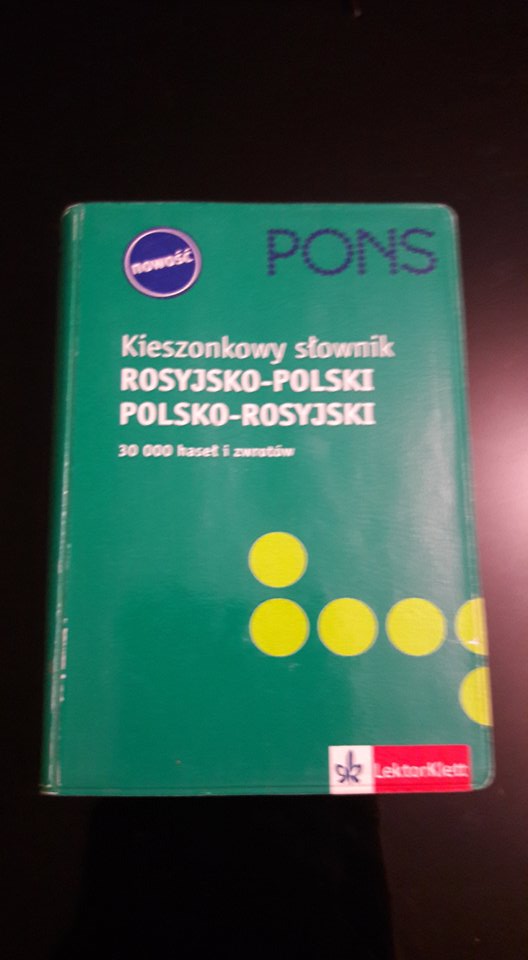 nowość
PONS
Kieszonkowy słownik
ROSYJSKO-POLSKI
POLSKO-ROSYJSKI
30 000 haseł i zwrotów
LektorKlett